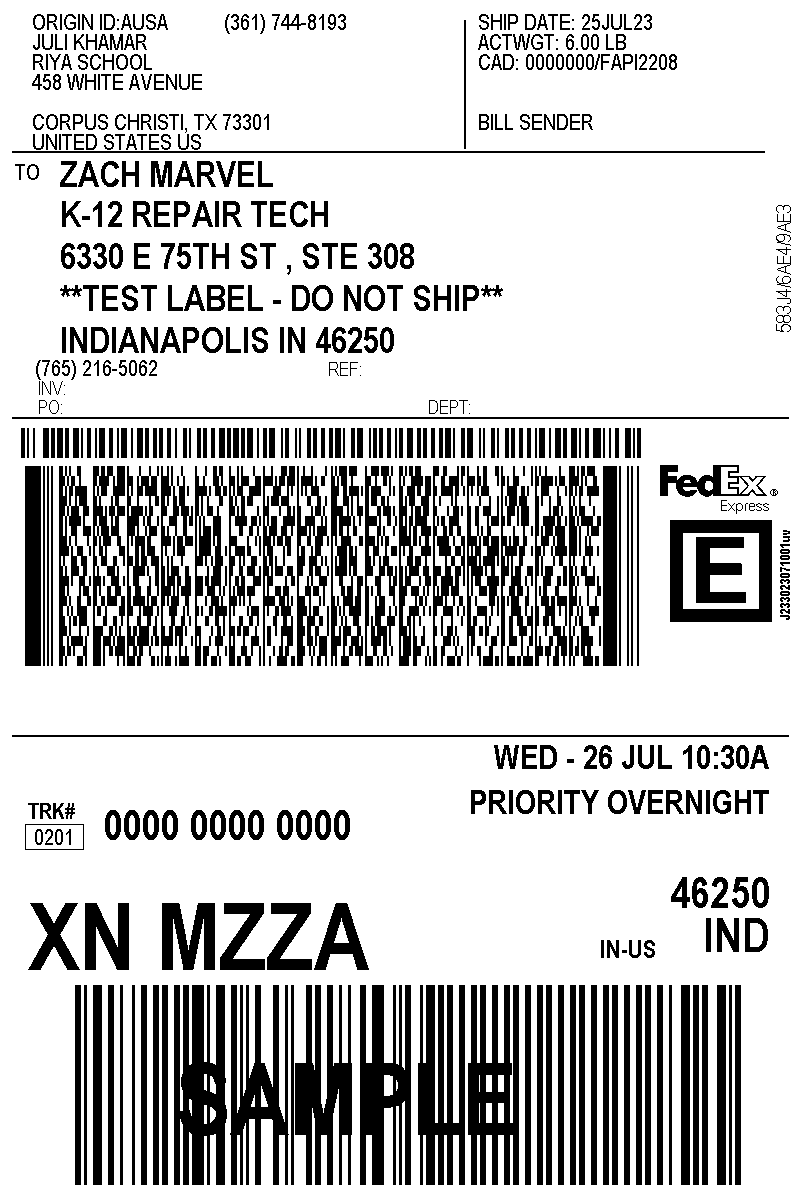 ORIGIN ID:AUSA (361) 744-8193
JULI KHAMAR
RIYA SCHOOL
458 WHITE AVENUE
CORPUS CHRISTI, TX 73301
UNITED STATES US
SHIP DATE: 25JUL23
ACTWGT: 6.00 LB
CAD: 0000000/FAPI2208
BILL SENDER
TO ZACH MARVEL
K-12 REPAIR TECH
6330 E 75TH ST , STE 308
**TEST LABEL - DO NOT SHIP**
INDIANAPOLIS IN 46250
(765) 216-5062 REF:
INV:
PO: DEPT:
583J4/6AE4/9AE3
FedEx®
Express
E
J233023071001uv
WED - 26 JUL 10:30A
PRIORITY OVERNIGHT
TRK#
0201
0000 0000 0000
46250
XN MZZA
IN-US IND
SAMPLE